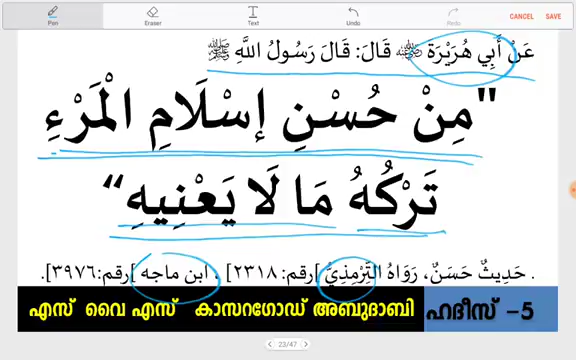 Pen Eraser Text Undo Redo CANCEL SAVE
عَنْ أَبِي هُرَيْرَة ﷺ قَالَ: قَالَ رَسُولُ اللَّهِ ﷺ
"مِنْ حُسْنِ إسْلَامِ الْمَرْءِ
تَرْكُهُ مَا لَا يَعْنِيهِ“
. حَدِيثٌ حَسَنٌ، رَوَاهُ التِّرْمِذِيُّ [رقم: ٢٣١٨] ، ابن ماجه [رقم:٣٩٧٦].
എസ് വൈ എസ് കാസറഗോഡ് അബുദാബി ഹദീസ് -5
23/47